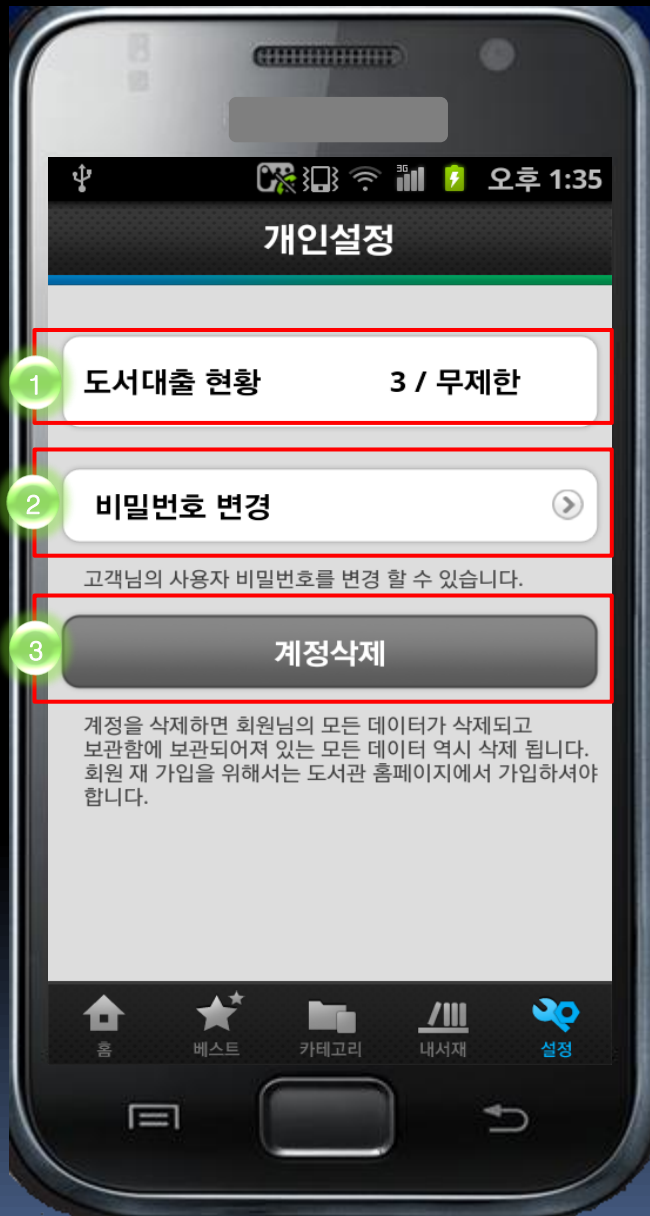 3G
오후 1:35
개인설정
1
도서대출 현황 3 / 무제한
2
비밀번호 변경
고객님의 사용자 비밀번호를 변경 할 수 있습니다.
3
계정삭제
계정을 삭제하면 회원님의 모든 데이터가 삭제되고
보관함에 보관되어져 있는 모든 데이터 역시 삭제 됩니다.
회원 재 가입을 위해서는 도서관 홈페이지에서 가입하셔야
합니다.
홈 베스트 카테고리 내서재 설정